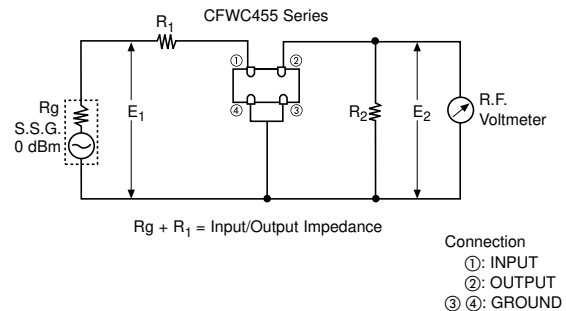 CFWC455 Series
R1
① ②
④ ③
Rg
S.S.G.
0 dBm
E1
R2
E2
R.F.
Voltmeter
Rg + R1 = Input/Output Impedance
Connection
①: INPUT
②: OUTPUT
③ ④: GROUND